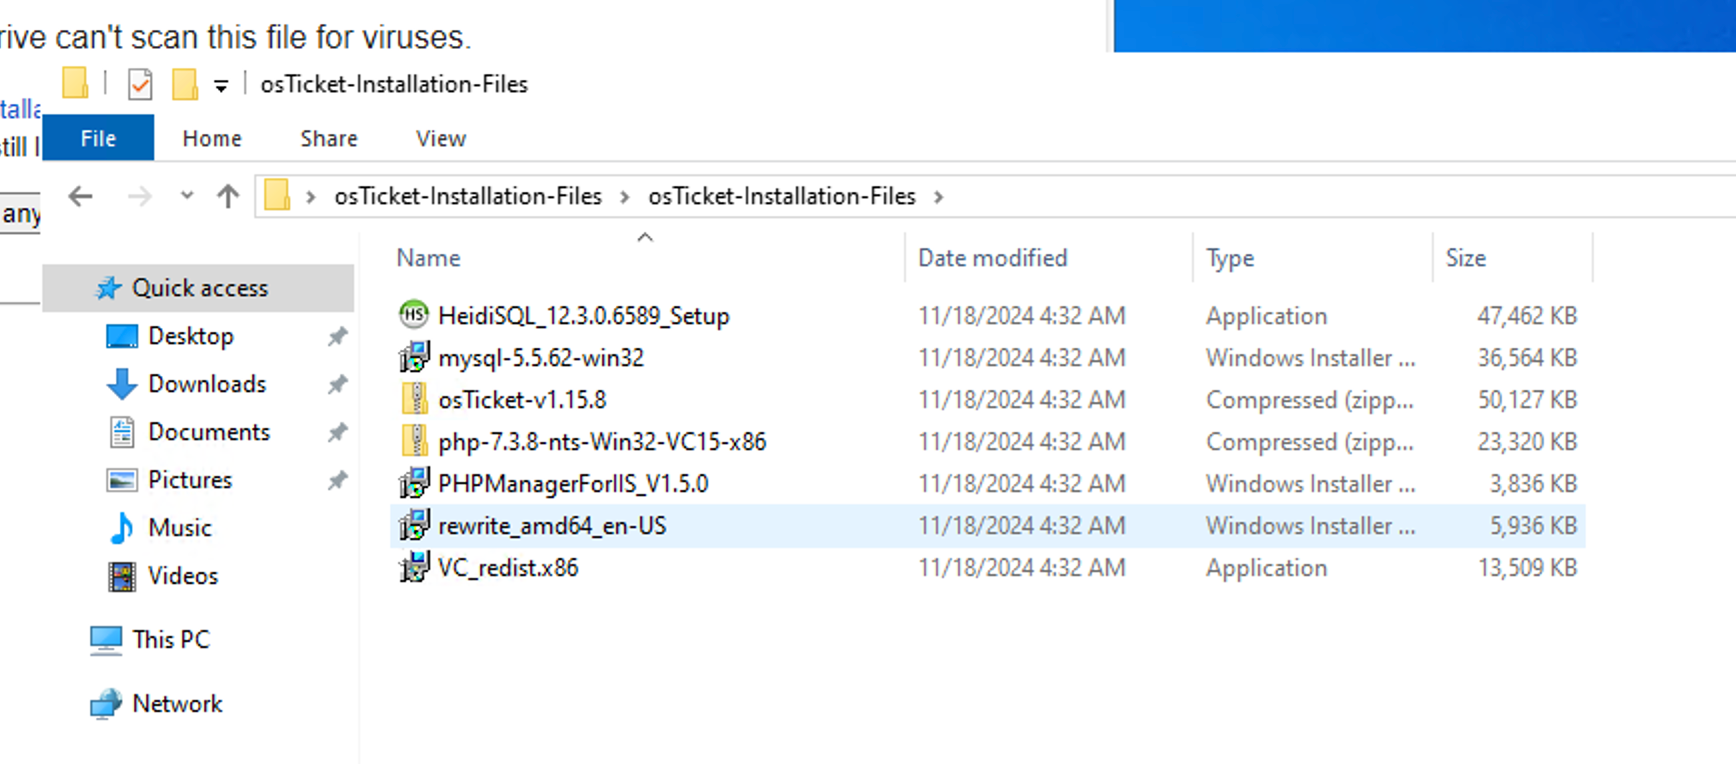 rive can't scan this file for viruses.
osTicket-Installation-Files
talla
File Home Share View
still l
osTicket-Installation-Files > osTicket-Installation-Files >
any
Name Date modified Type Size
Quick access
HeidiSQL_12.3.0.6589_Setup 11/18/2024 4:32 AM Application 47,462 KB
Desktop
mysql-5.5.62-win32 11/18/2024 4:32 AM Windows Installer ... 36,564 KB
Downloads
osTicket-v1.15.8 11/18/2024 4:32 AM Compressed (zipp... 50,127 KB
Documents
php-7.3.8-nts-Win32-VC15-x86 11/18/2024 4:32 AM Compressed (zipp... 23,320 KB
Pictures
PHPManagerForIIS_V1.5.0 11/18/2024 4:32 AM Windows Installer ... 3,836 KB
Music
rewrite_amd64_en-US 11/18/2024 4:32 AM Windows Installer ... 5,936 KB
Videos
VC_redist.x86 11/18/2024 4:32 AM Application 13,509 KB
This PC
Network